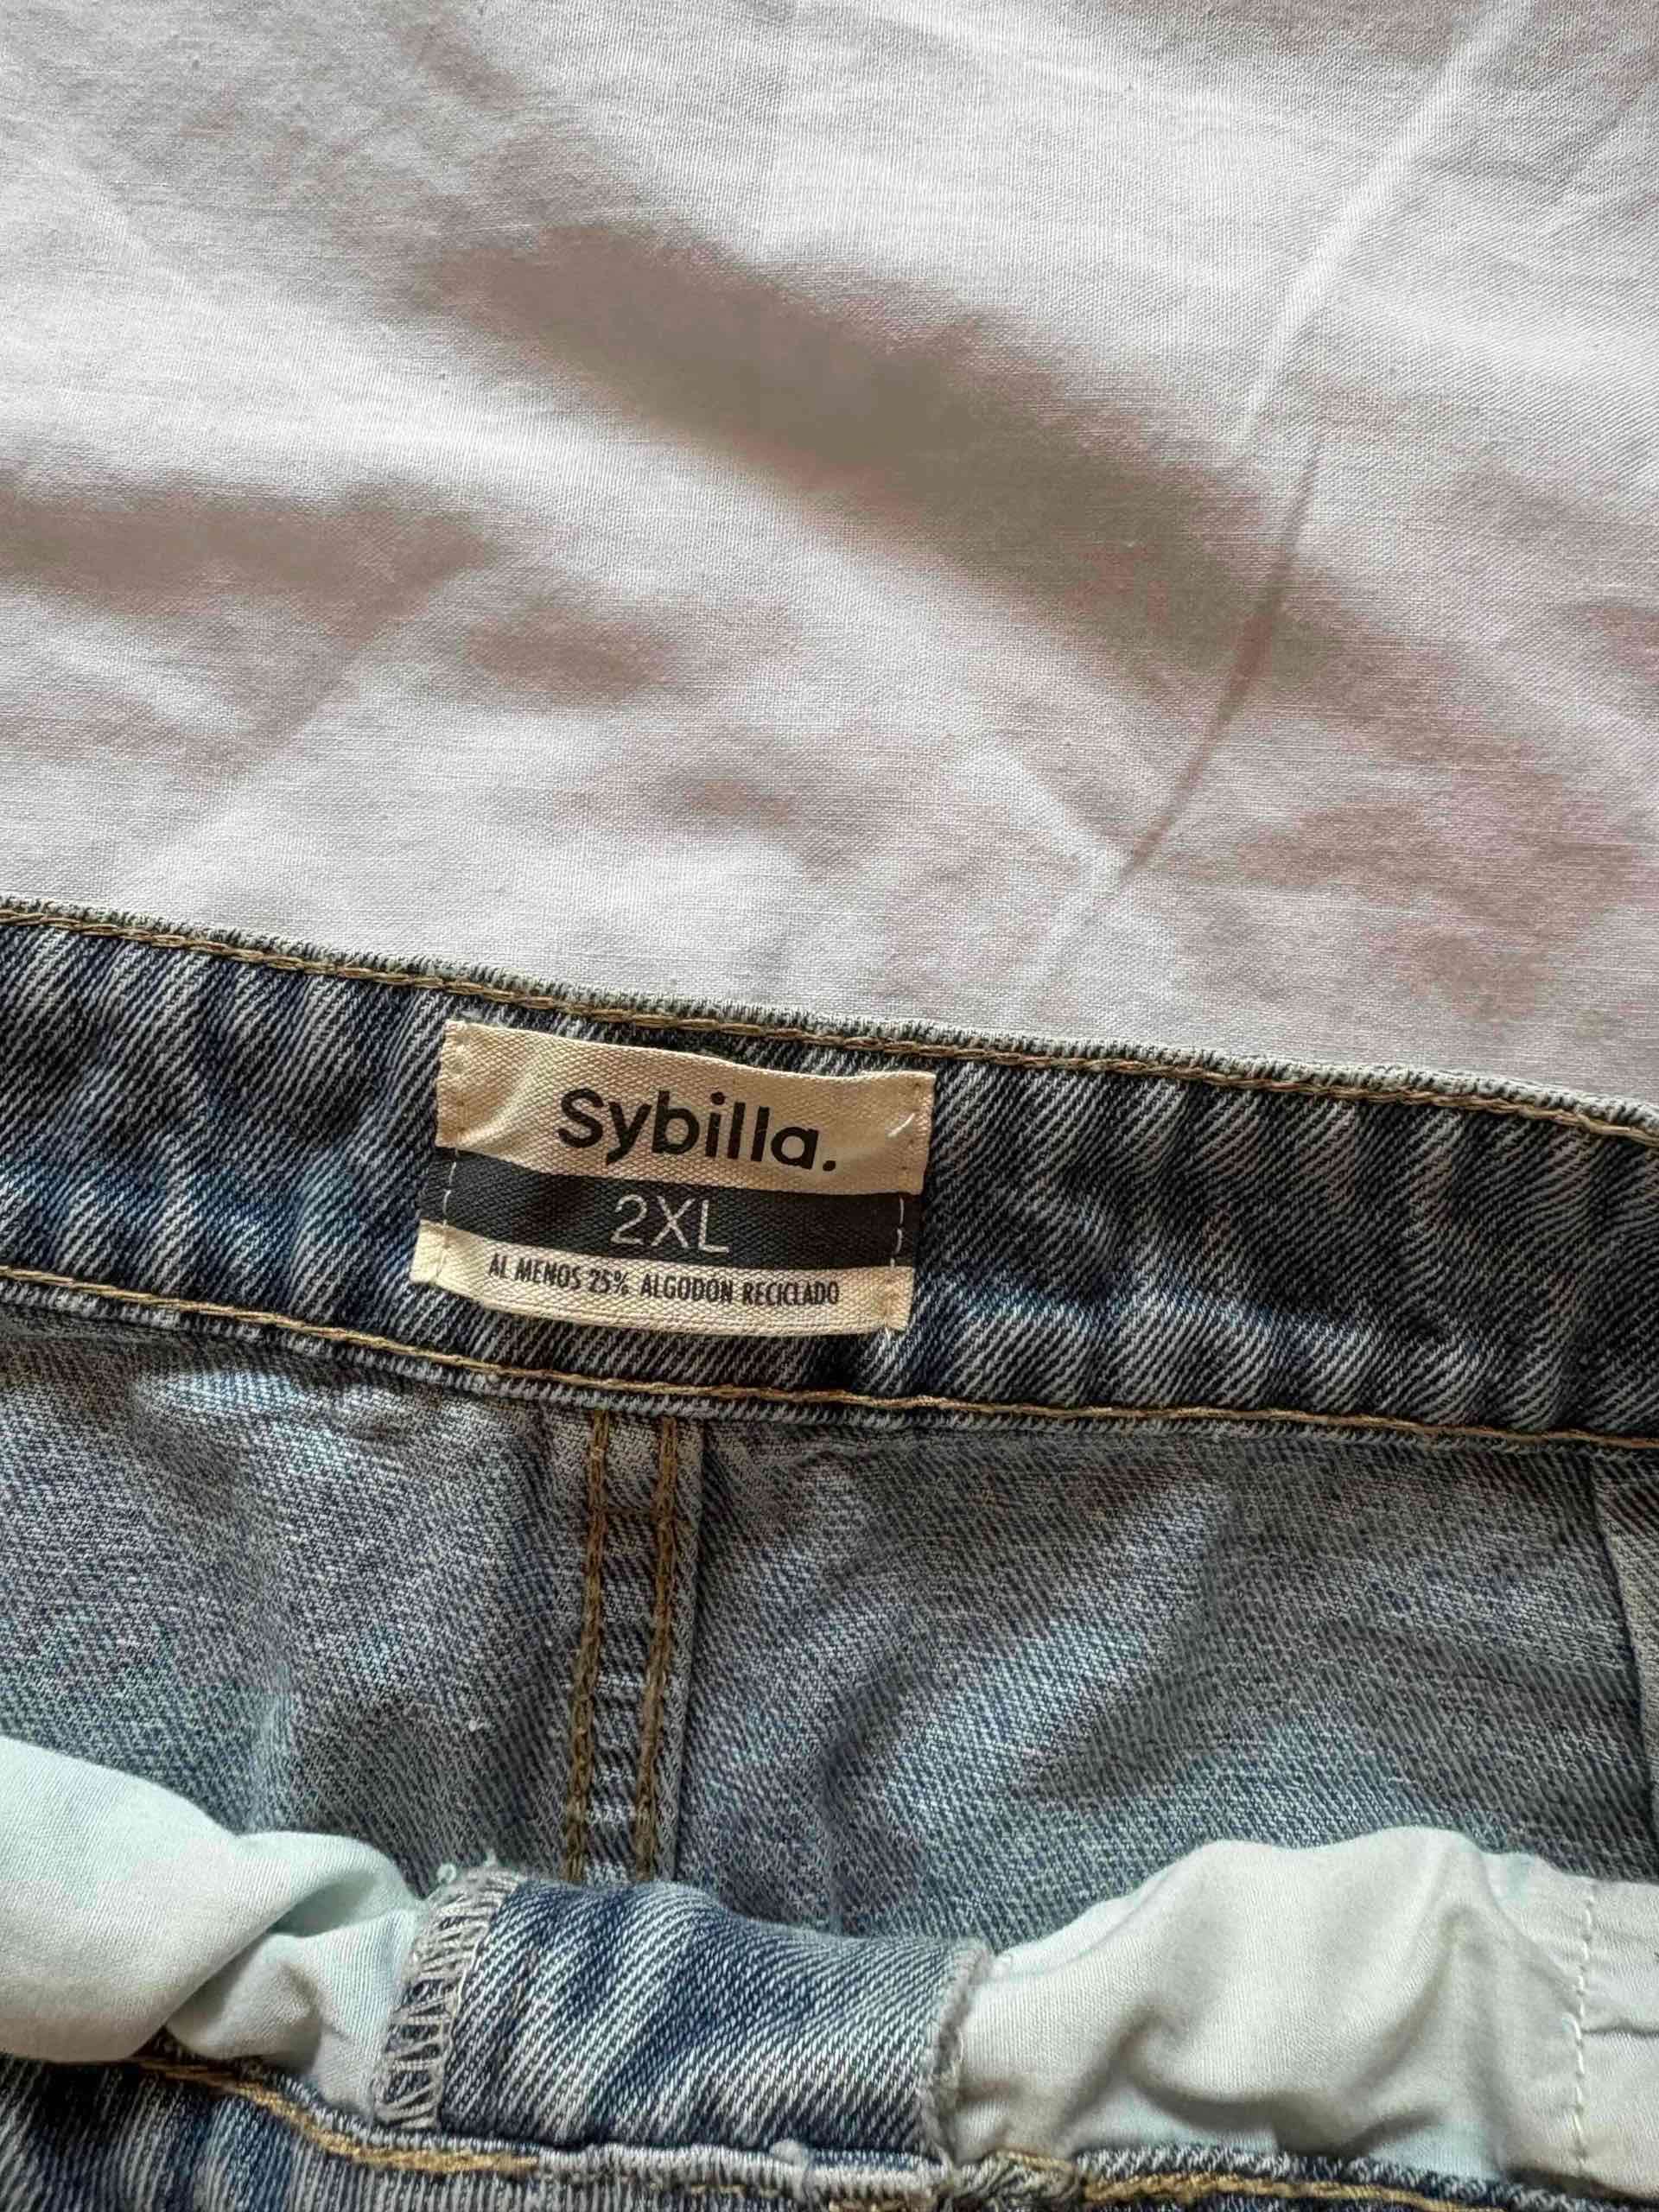 Sybilla.
2XL
AL MENOS 25% ALGODÓN RECICLADO